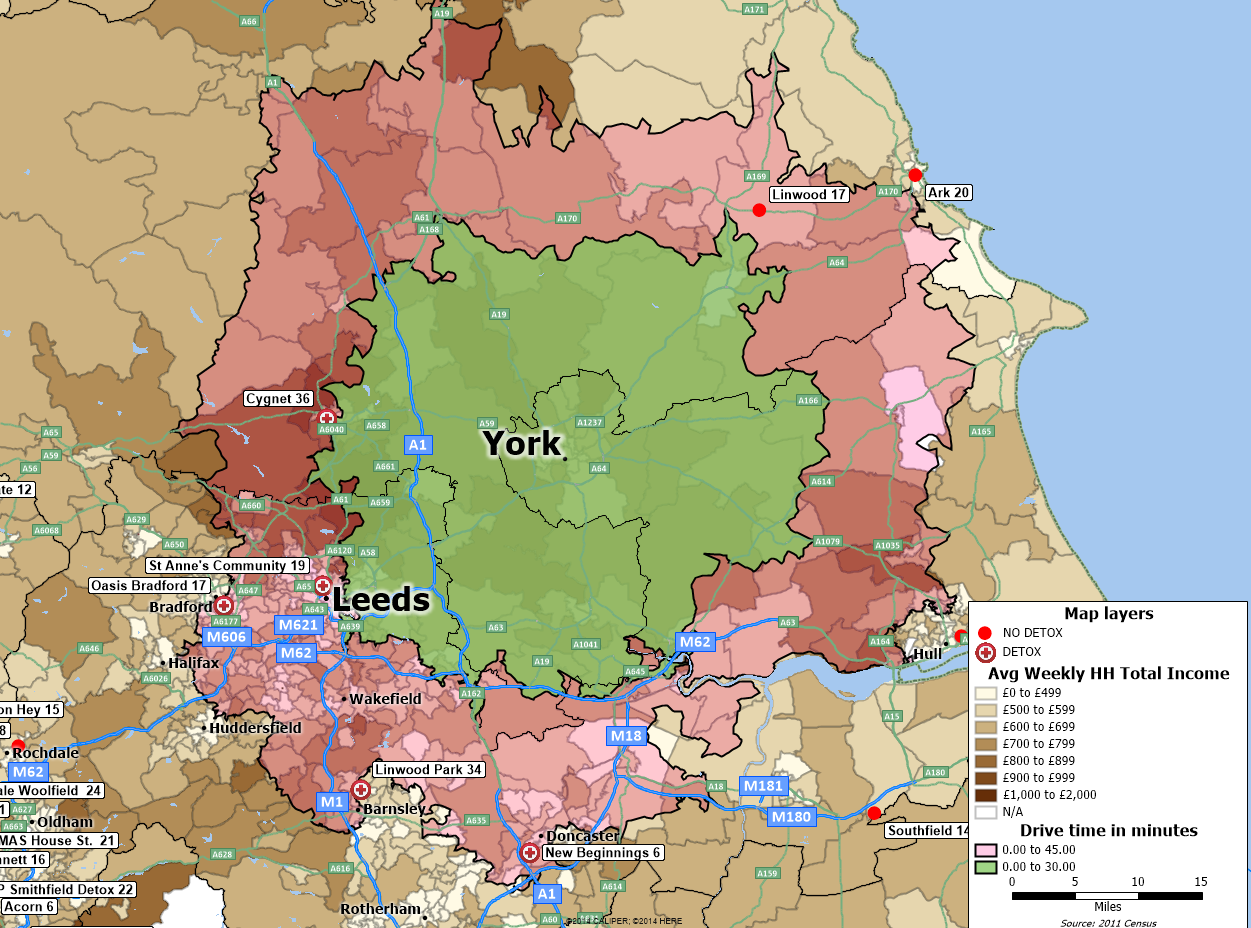 A19
A171
A66
A1
A169
Linwood 17
A170
Ark 20
A61
A170
A168
A64
A19
Cygnet 36
A6040
A658
A59
A1237
A166
A65
A59
A56
A1
York
A64
A165
A661
A614
te 12
A660
A61
A659
A629
A6068
A650
A6120
A58
A1079
A1035
St Anne's Community 19
Oasis Bradford 17
A647
A65
Leeds
Bradford
A643
A6177
M621
A639
A63
A63
M606
M62
A646
M62
A1041
A164
A19
Hull
Halifax
A6026
A645
A162
Wakefield
on Hey 15
A15
8
Huddersfield
M18
Rochdale
M62
Linwood Park 34
A180
ale Woolfield 24
M1
Barnsley
A18
M181
M180
1
A627
A663
Oldham
A635
Doncaster
Southfield 14
MAS House St. 21
New Beginnings 6
nnett 16
A628
A616
A159
P Smithfield Detox 22
A1
A614
Acorn 6
Rotherham
A60
©2014 CALIPER; ©2014 HERE
Map layers
NO DETOX
DETOX
Avg Weekly HH Total Income
£0 to £499
£500 to £599
£600 to £699
£700 to £799
£800 to £899
£900 to £999
£1,000 to £2,000
N/A
Drive time in minutes
0.00 to 45.00
0.00 to 30.00
0 5 10 15
Miles
Source: 2011 Census